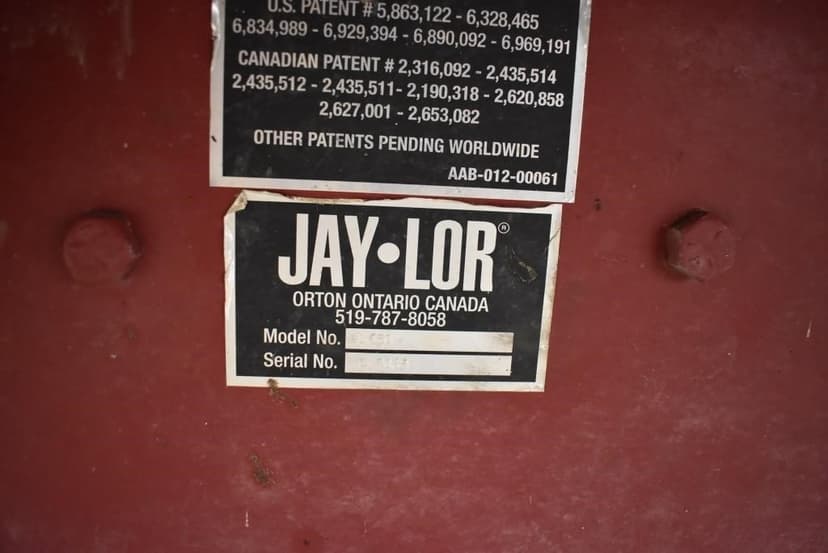 U.S. PATENT # 5,863,122 - 6,328,465
6,834,989 - 6,929,394 - 6,890,092 - 6,969,191
CANADIAN PATENT # 2,316,092 - 2,435,514
2,435,512 - 2,435,511- 2,190,318 - 2,620,858
2,627,001 - 2,653,082
OTHER PATENTS PENDING WORLDWIDE
AAB-012-00061
JAY•LOR®
ORTON ONTARIO CANADA
519-787-8058
Model No.
Serial No.